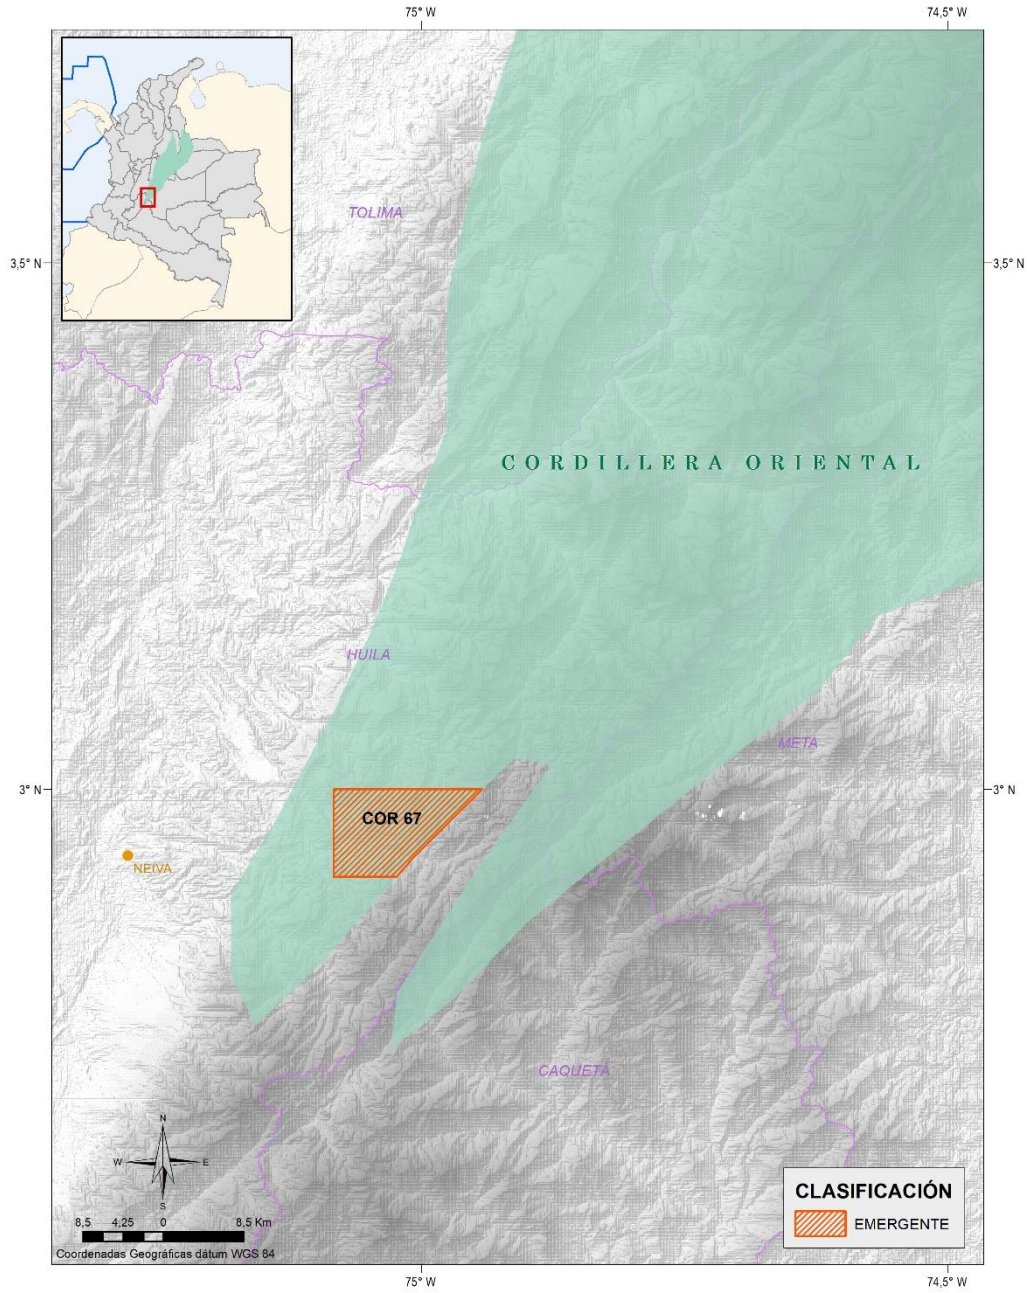 75° W
74,5° W
TOLIMA
3,5° N
3,5° N
CORDILLERA ORIENTAL
HUILA
META
3° N
3° N
COR 67
NEIVA
CAQUETÁ
N
W
E
S
CLASIFICACIÓN
EMERGENTE
8,5 4,25 0 8,5 Km
Coordenadas Geográficas dátum WGS 84
75° W
74,5° W